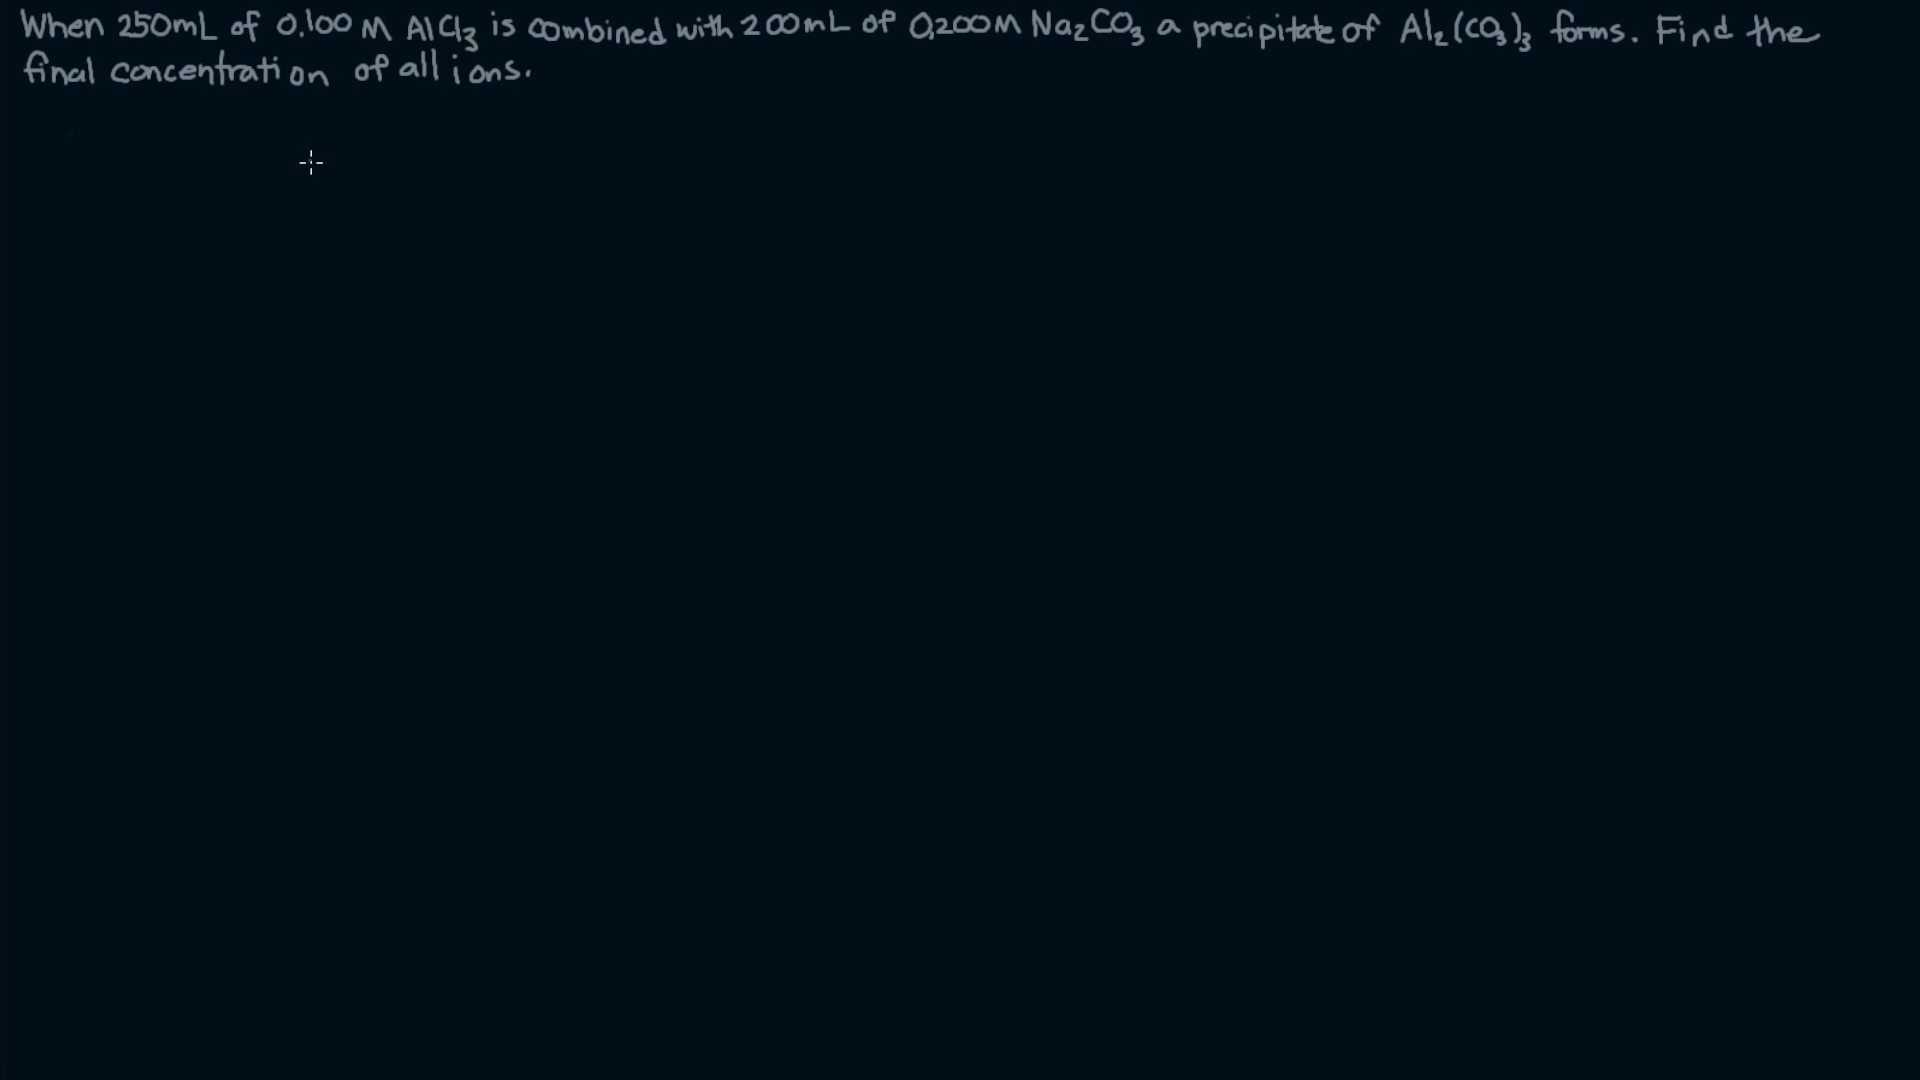 When 250mL of 0.100 M AlCl₃ is combined with 200mL of 0.200M Na₂CO₃ a precipitate of Al₂(CO₃)₃ forms. Find the
final concentration of all ions.